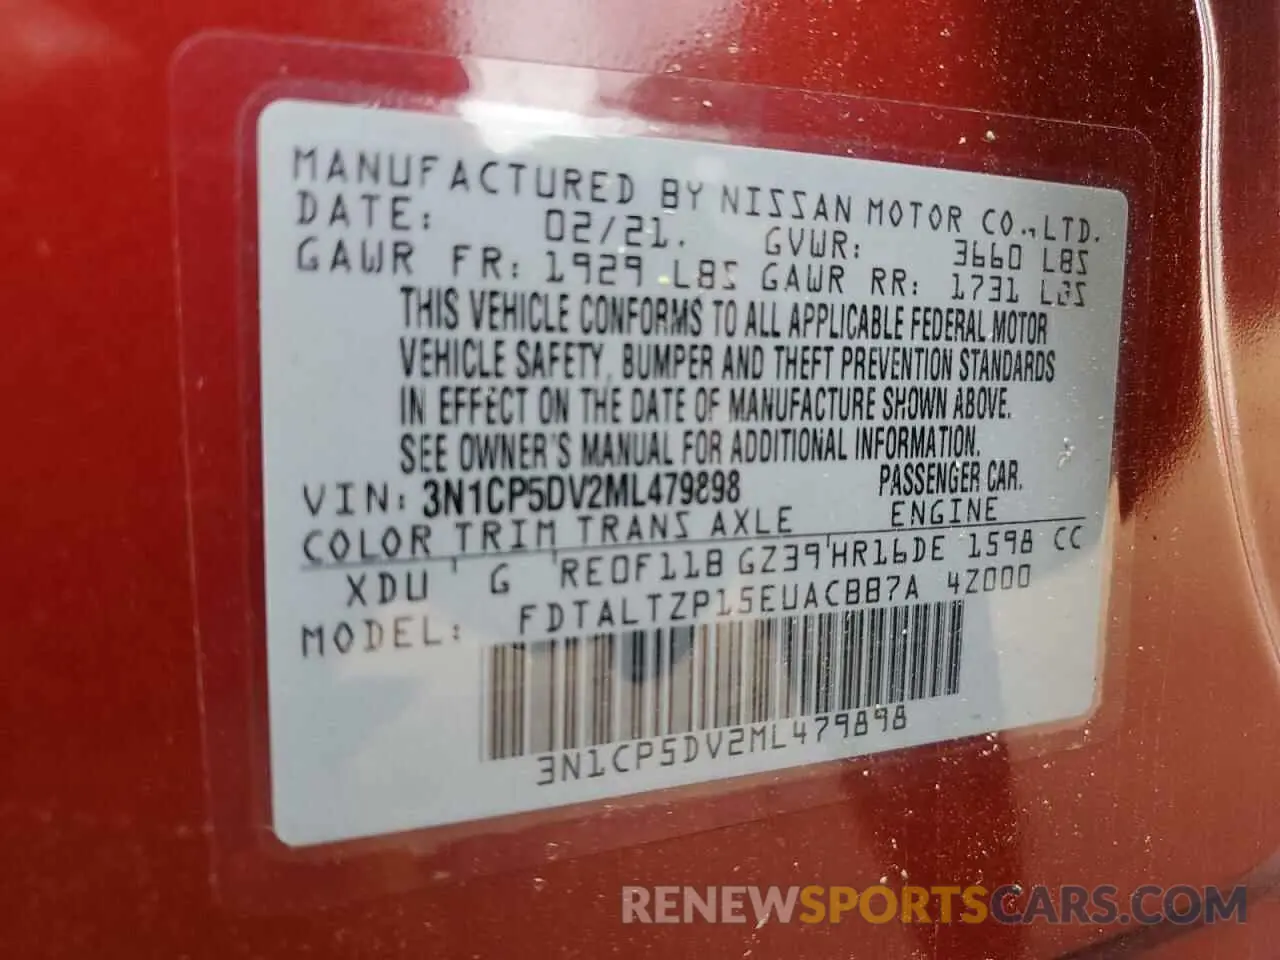 MANUFACTURED BY NISSAN MOTOR CO.,LTD.
DATE: 02/21. GVWR: 3660 LBS
GAWR FR: 1929 LBS GAWR RR: 1731 LBS
THIS VEHICLE CONFORMS TO ALL APPLICABLE FEDERAL MOTOR
VEHICLE SAFETY, BUMPER AND THEFT PREVENTION STANDARDS
IN EFFECT ON THE DATE OF MANUFACTURE SHOWN ABOVE.
SEE OWNER'S MANUAL FOR ADDITIONAL INFORMATION.
VIN: 3N1CP5DV2ML479898 PASSENGER CAR.
COLOR TRIM TRANS AXLE ENGINE
XDU G RE0F11B GZ39 HR16DE 1598 CC
MODEL: FDTALTZP15EUACBB7A 4Z000
3N1CP5DV2ML479898
RENEWSPORTSCARS.COM